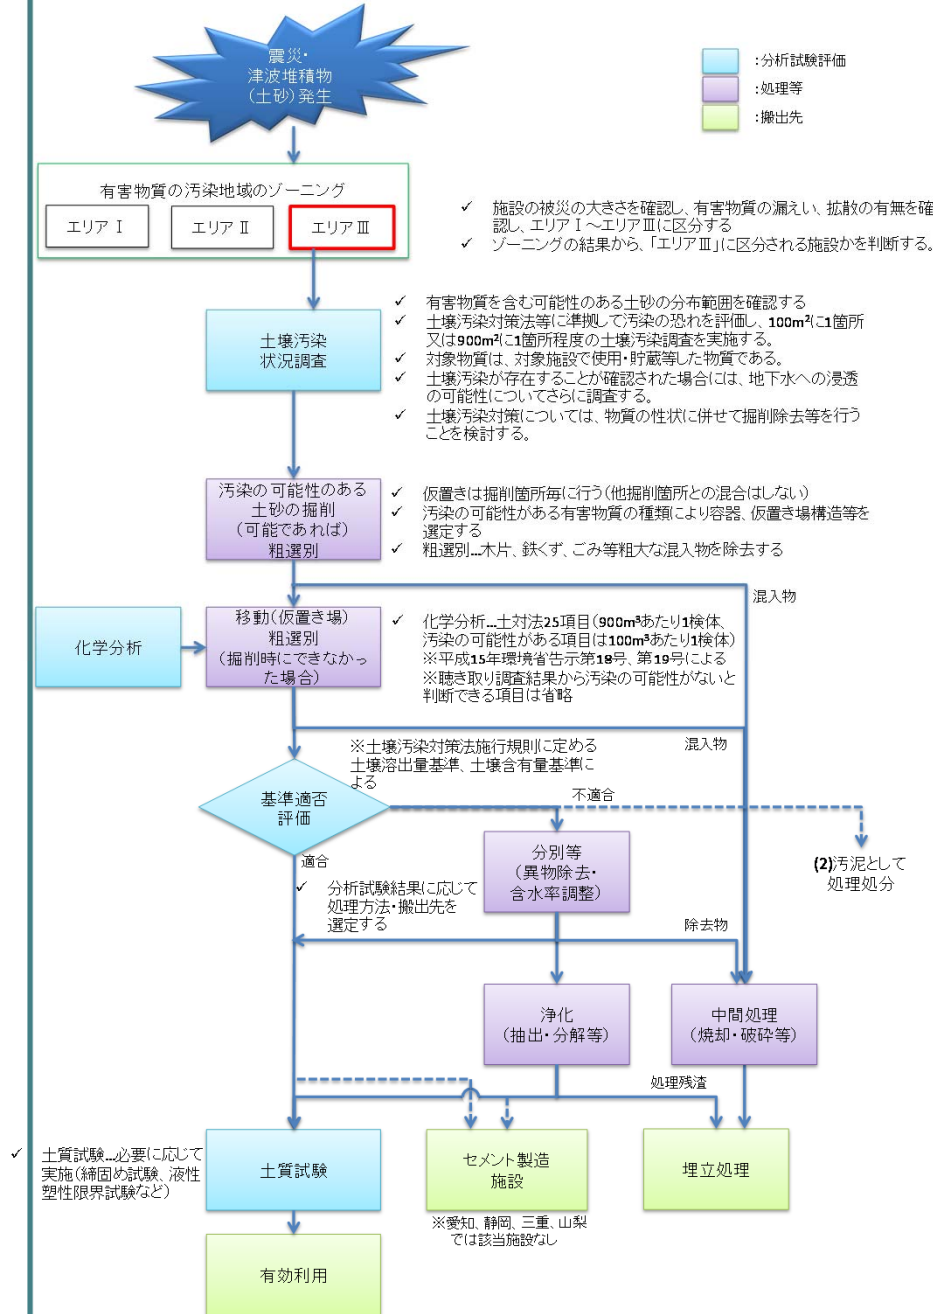 震災・
津波堆積物
(土砂)発生
:分析試験評価
:処理等
:搬出先
有害物質の汚染地域のゾーニング
エリアⅠ
エリアⅡ
エリアⅢ
✓ 施設の被災の大きさを確認し、有害物質の漏えい、拡散の有無を確
認し、エリアⅠ～エリアⅢに区分する
✓ ゾーニングの結果から、「エリアⅢ」に区分される施設かを判断する。
土壌汚染
状況調査
✓ 有害物質を含む可能性のある土砂の分布範囲を確認する
✓ 土壌汚染対策法等に準拠して汚染の恐れを評価し、100m²に1箇所
又は900m²に1箇所程度の土壌汚染調査を実施する。
✓ 対象物質は、対象施設で使用・貯蔵等した物質である。
✓ 土壌汚染が存在することが確認された場合には、地下水への浸透
の可能性についてさらに調査する。
✓ 土壌汚染対策については、物質の性状に併せて掘削除去等を行う
ことを検討する。
汚染の可能性のある
土砂の掘削
(可能であれば)
粗選別
✓ 仮置きは掘削箇所毎に行う(他掘削箇所との混合はしない)
✓ 汚染の可能性がある有害物質の種類により容器、仮置き場構造等を
選定する
✓ 粗選別…木片、鉄くず、ごみ等粗大な混入物を除去する
混入物
化学分析
移動(仮置き場)
粗選別
(掘削時にできなかっ
た場合)
✓ 化学分析…土対法25項目(900m³あたり1検体、
汚染の可能性がある項目は100m³あたり1検体)
※平成15年環境省告示第18号、第19号による
※聴き取り調査結果から汚染の可能性がないと
判断できる項目は省略
混入物
※土壌汚染対策法施行規則に定める
土壌溶出量基準、土壌含有量基準に
よる
基準適否
評価
不適合
適合
✓ 分析試験結果に応じて
処理方法・搬出先を
選定する
分別等
(異物除去・
含水率調整)
(2)汚泥として
処理処分
除去物
浄化
(抽出・分解等)
中間処理
(焼却・破砕等)
処理残渣
✓ 土質試験…必要に応じて
実施(締固め試験、液性
塑性限界試験など)
土質試験
セメント製造
施設
埋立処理
※愛知、静岡、三重、山梨
では該当施設なし
有効利用